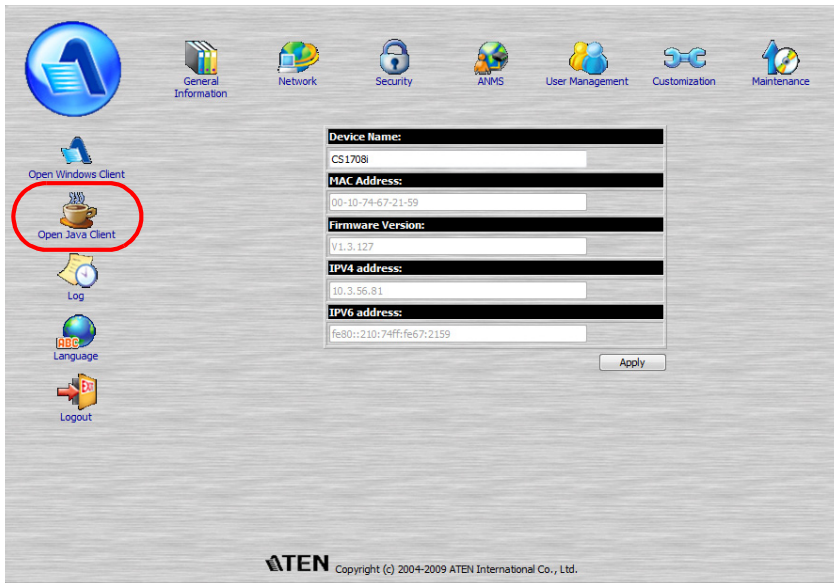 General
Information
Network
Security
ANMS
User Management
Customization
Maintenance
Open Windows Client
Open Java Client
Log
ABC
Language
EXIT
Logout
Device Name:
CS1708i
MAC Address:
00-10-74-67-21-59
Firmware Version:
V1.3.127
IPV4 address:
10.3.56.81
IPV6 address:
fe80::210:74ff:fe67:2159
Apply
ATEN Copyright (c) 2004-2009 ATEN International Co., Ltd.